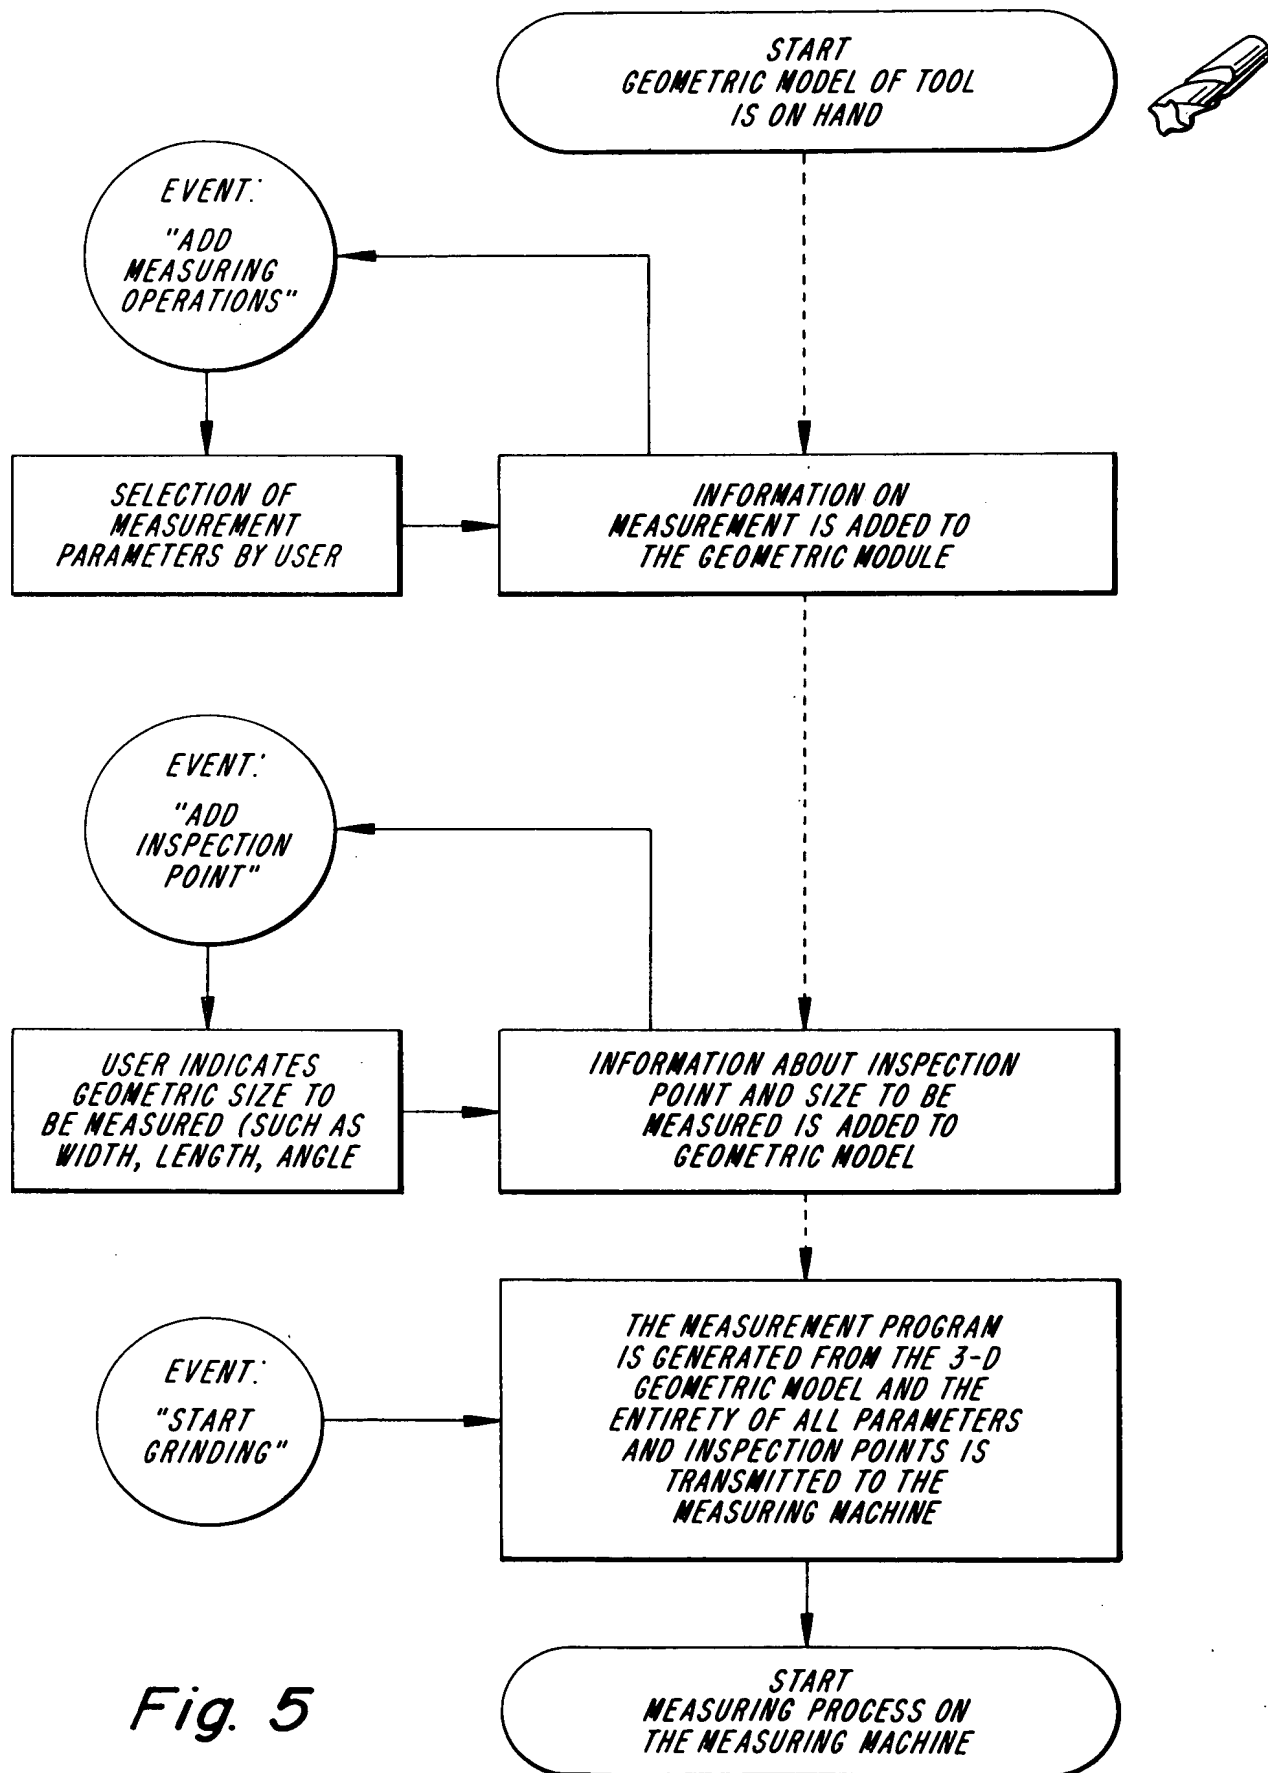 START
GEOMETRIC MODEL OF TOOL
IS ON HAND
EVENT:
"ADD
MEASURING
OPERATIONS"
SELECTION OF
MEASUREMENT
PARAMETERS BY USER
INFORMATION ON
MEASUREMENT IS ADDED TO
THE GEOMETRIC MODULE
EVENT:
"ADD
INSPECTION
POINT"
USER INDICATES
GEOMETRIC SIZE TO
BE MEASURED (SUCH AS
WIDTH, LENGTH, ANGLE
INFORMATION ABOUT INSPECTION
POINT AND SIZE TO BE
MEASURED IS ADDED TO
GEOMETRIC MODEL
EVENT:
"START
GRINDING"
THE MEASUREMENT PROGRAM
IS GENERATED FROM THE 3-D
GEOMETRIC MODEL AND THE
ENTIRETY OF ALL PARAMETERS
AND INSPECTION POINTS IS
TRANSMITTED TO THE
MEASURING MACHINE
START
MEASURING PROCESS ON
THE MEASURING MACHINE
Fig. 5